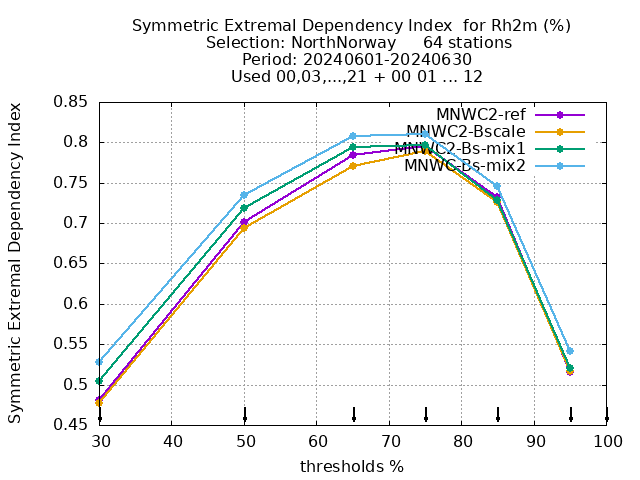 Symmetric Extremal Dependency Index for Rh2m (%)
Selection: NorthNorway 64 stations
Period: 20240601-20240630
Used 00,03,...,21 + 00 01 ... 12
Symmetric Extremal Dependency Index
0.85
0.8
0.75
0.7
0.65
0.6
0.55
0.5
0.45
MNWC2-ref
MNWC2-Bscale
MNWC2-Bs-mix1
MNWC-Bs-mix2
30 40 50 60 70 80 90 100
thresholds %